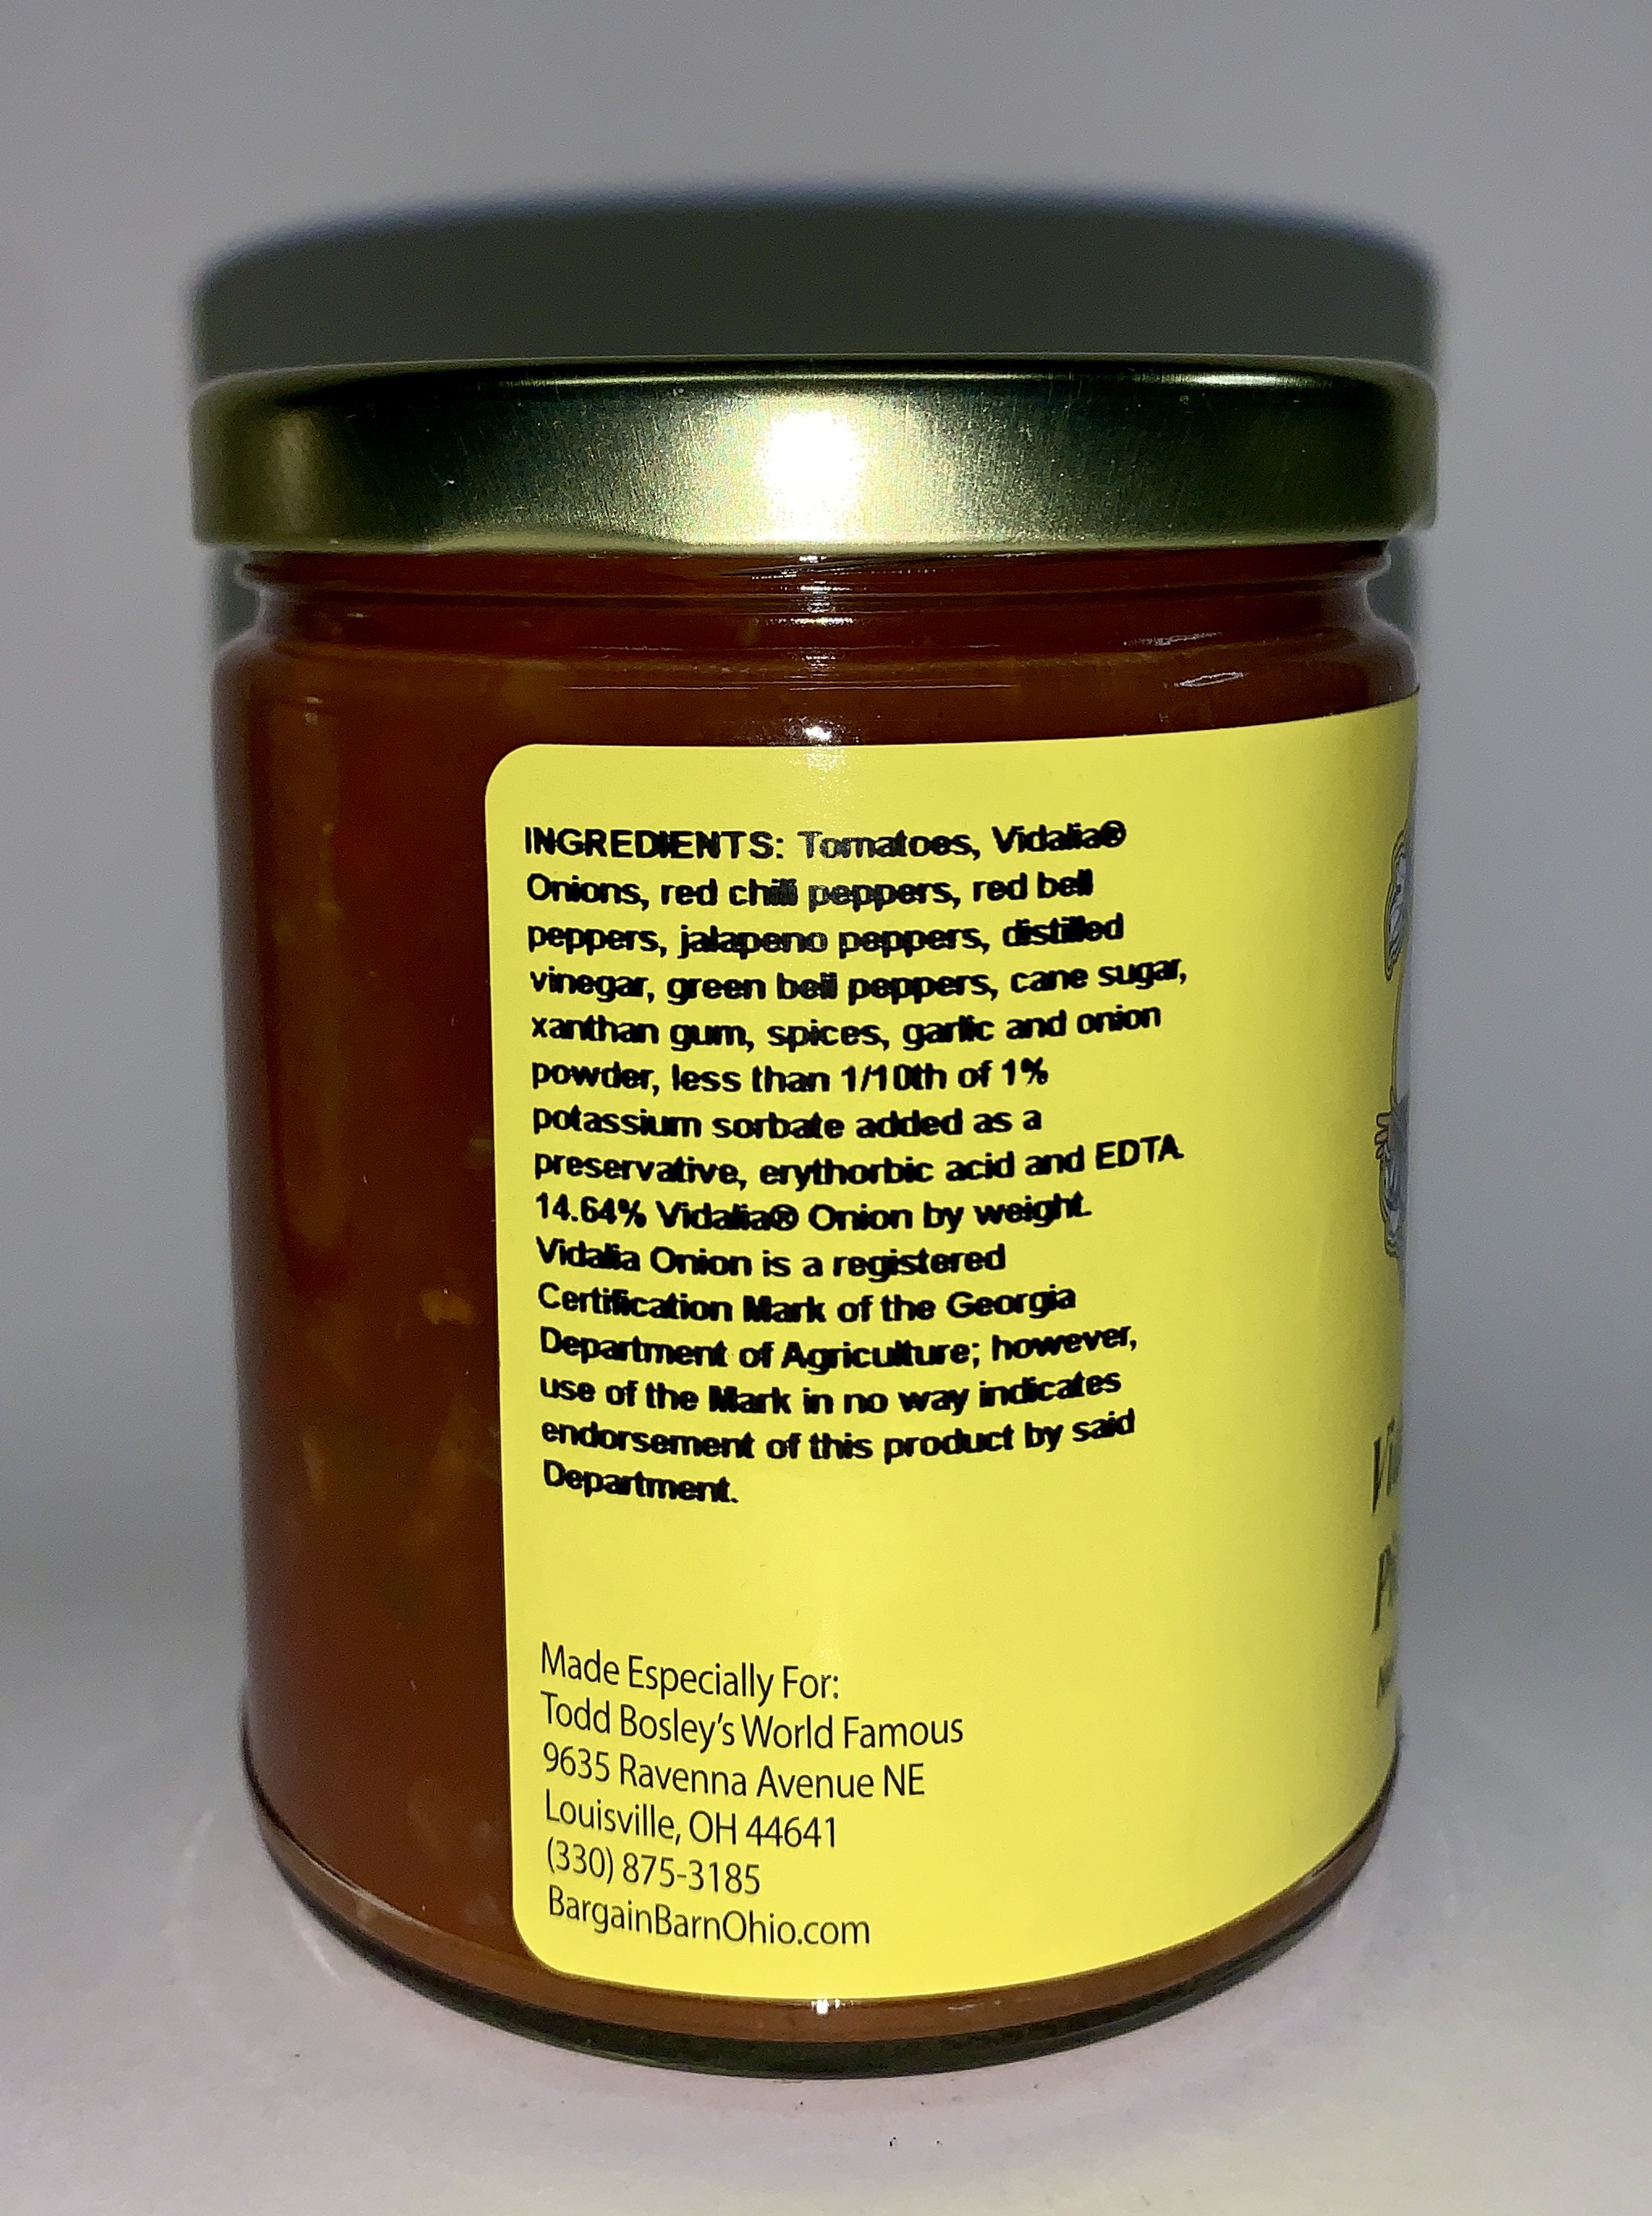 INGREDIENTS: Tomatoes, Vidalia®
Onions, red chili peppers, red bell
peppers, jalapeno peppers, distilled
vinegar, green bell peppers, cane sugar,
xanthan gum, spices, garlic and onion
powder, less than 1/10th of 1%
potassium sorbate added as a
preservative, erythorbic acid and EDTA.
14.64% Vidalia® Onion by weight.
Vidalia Onion is a registered
Certification Mark of the Georgia
Department of Agriculture; however,
use of the Mark in no way indicates
endorsement of this product by said
Department.
Made Especially For:
Todd Bosley's World Famous
9635 Ravenna Avenue NE
Louisville, OH 44641
(330) 875-3185
BargainBarnOhio.com